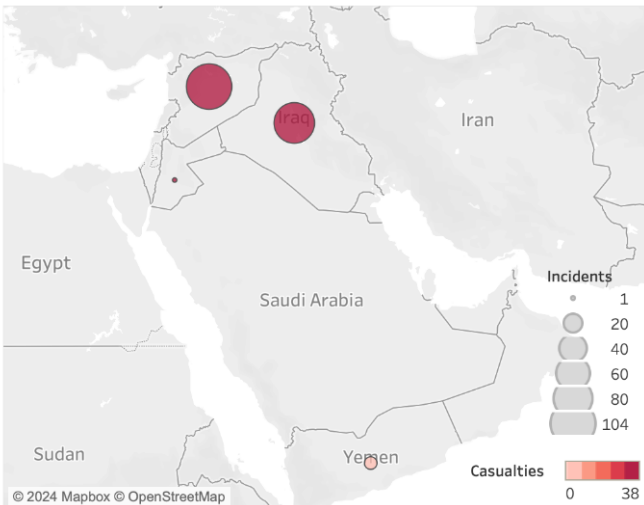 Iraq
Iran
Egypt
Saudi Arabia
Incidents
1
20
40
60
80
104
Sudan
Yemen
Casualties
0 38
© 2024 Mapbox © OpenStreetMap